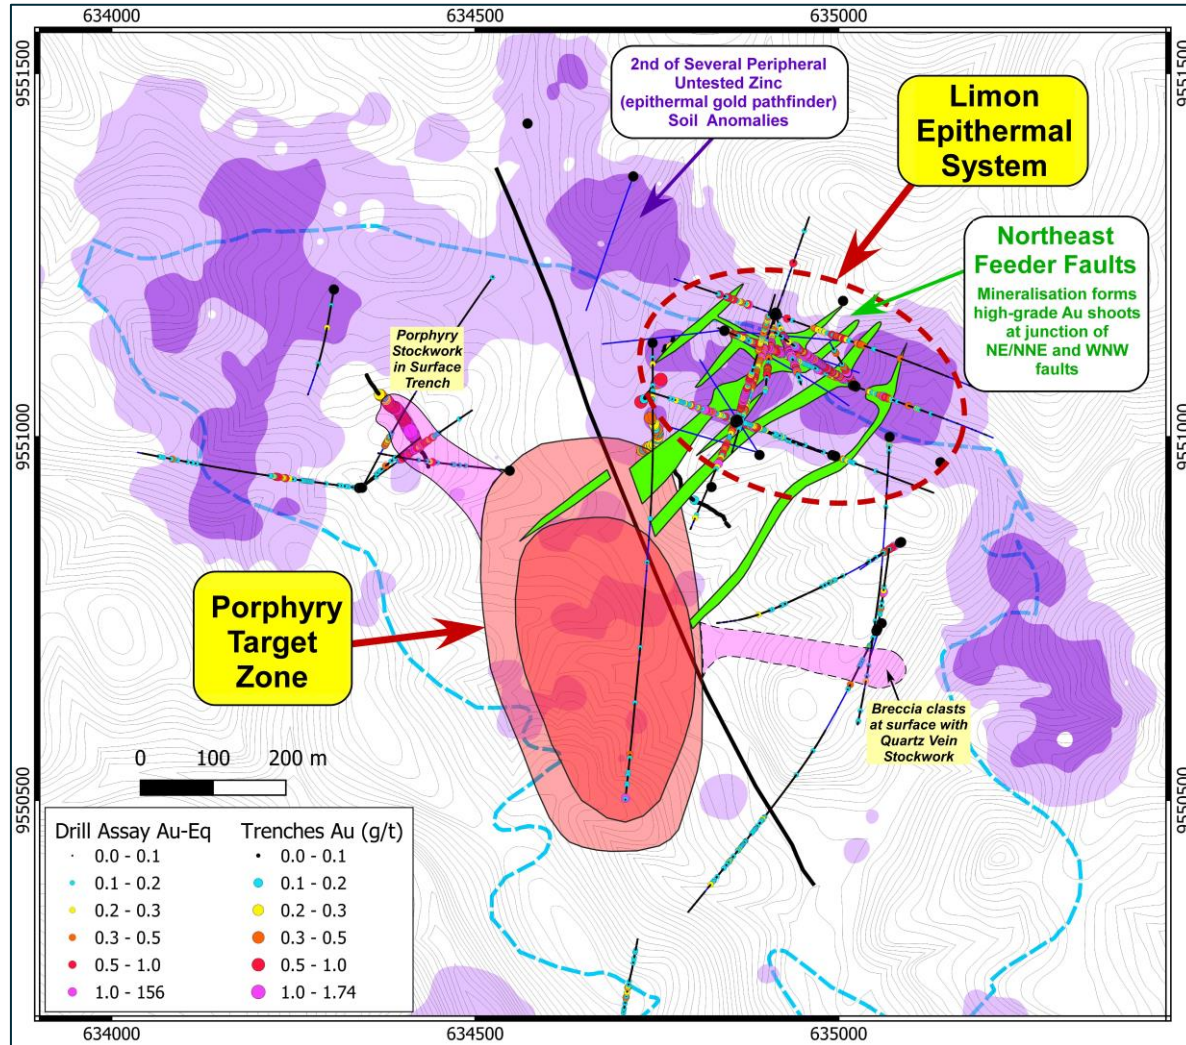 634000
634500
635000
9551500
9551500
2nd of Several Peripheral
Untested Zinc
(epithermal gold pathfinder)
Soil Anomalies
Limon
Epithermal
System
Northeast
Feeder Faults
Mineralisation forms
high-grade Au shoots
at junction of
NE/NNE and WNW
faults
Porphyry
Stockwork
in Surface
Trench
9551000
9551000
Porphyry
Target
Zone
Breccia clasts
at surface with
Quartz Vein
Stockwork
0 100 200 m
9550500
9550500
Drill Assay Au-Eq
0.0 - 0.1
0.1 - 0.2
0.2 - 0.3
0.3 - 0.5
0.5 - 1.0
1.0 - 156
Trenches Au (g/t)
0.0 - 0.1
0.1 - 0.2
0.2 - 0.3
0.3 - 0.5
0.5 - 1.0
1.0 - 1.74
634000
634500
635000